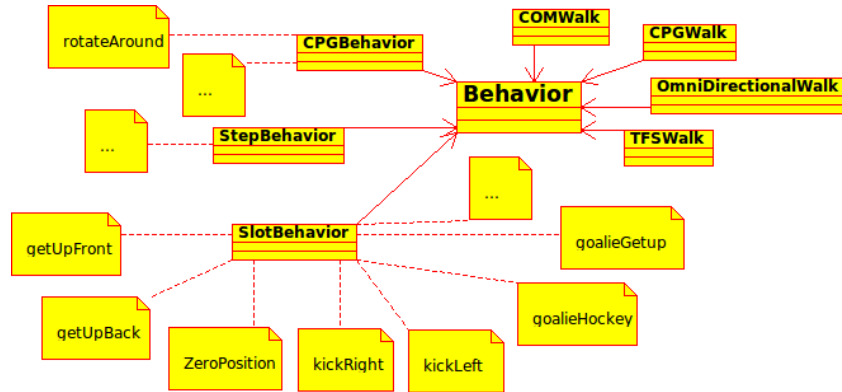 COMWalk
CPGWalk
rotateAround
CPGBehavior
...
Behavior
OmniDirectionalWalk
...
StepBehavior
TFSWalk
...
SlotBehavior
getUpFront
goalieGetup
getUpBack
goalieHockey
ZeroPosition
kickRight
kickLeft